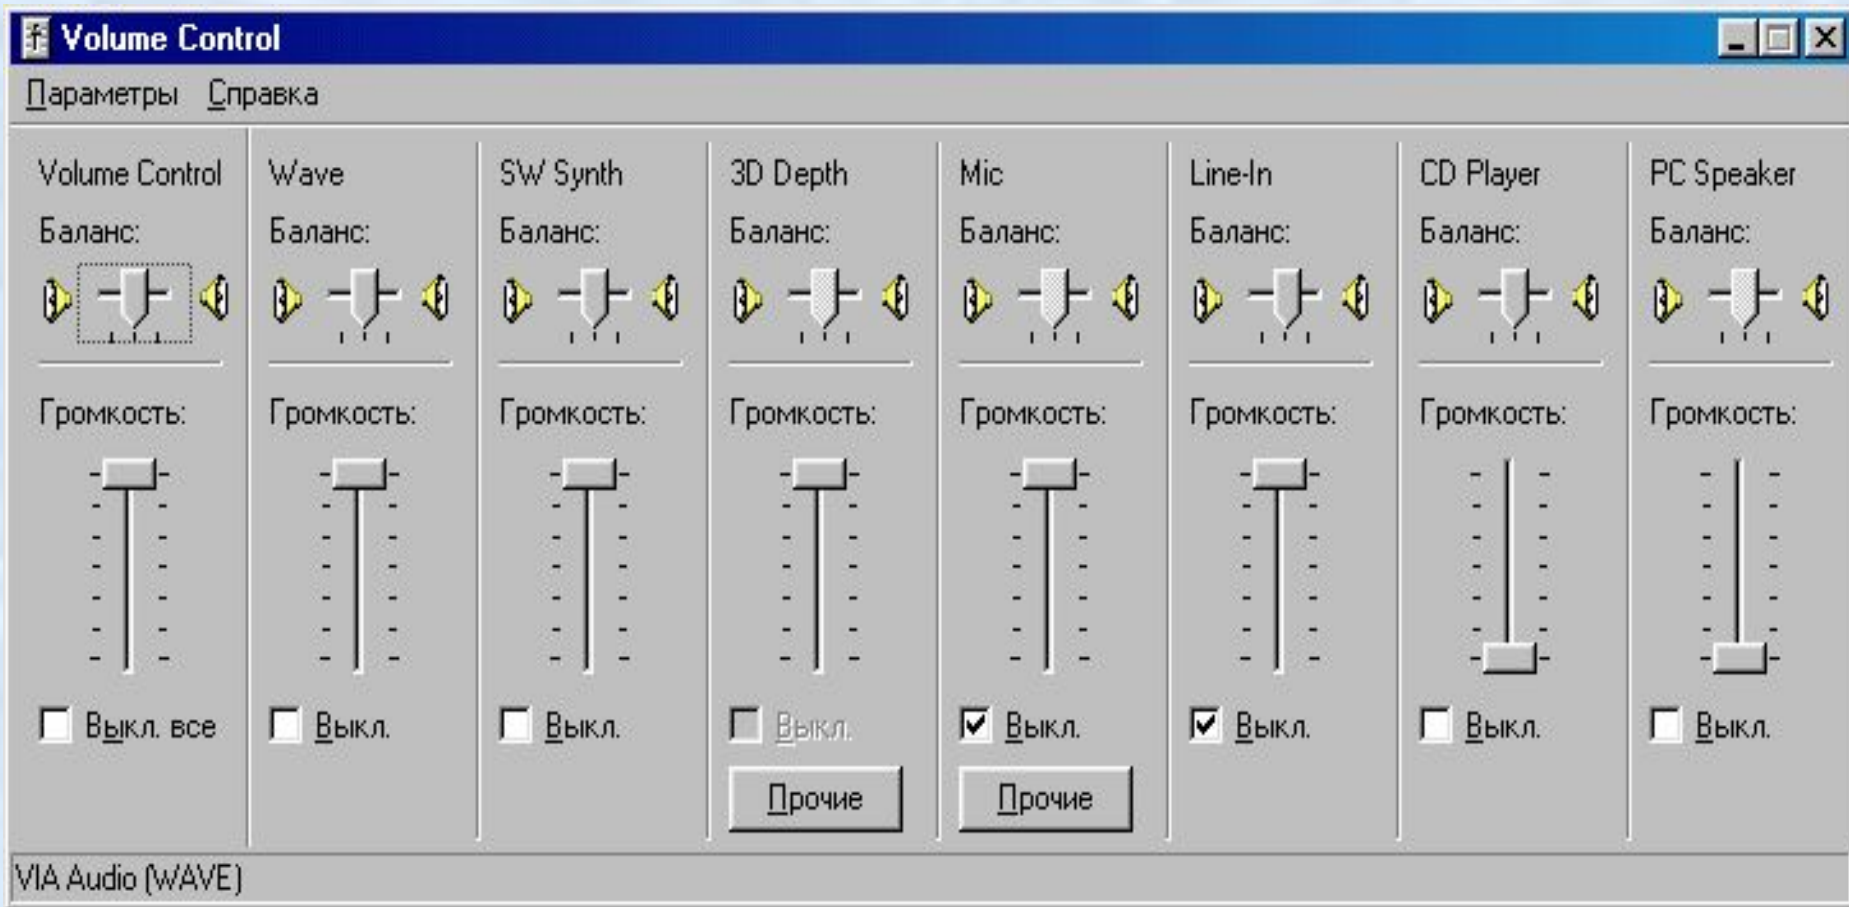 Volume Control
Параметры Справка
Volume Control Wave SW Synth 3D Depth Mic Line-In CD Player PC Speaker
Баланс: Баланс: Баланс: Баланс: Баланс: Баланс: Баланс: Баланс:
Громкость: Громкость: Громкость: Громкость: Громкость: Громкость: Громкость: Громкость:
Выкл. все Выкл. Выкл. Выкл. Выкл. Выкл. Выкл. Выкл.
Прочие Прочие
VIA Audio (WAVE)